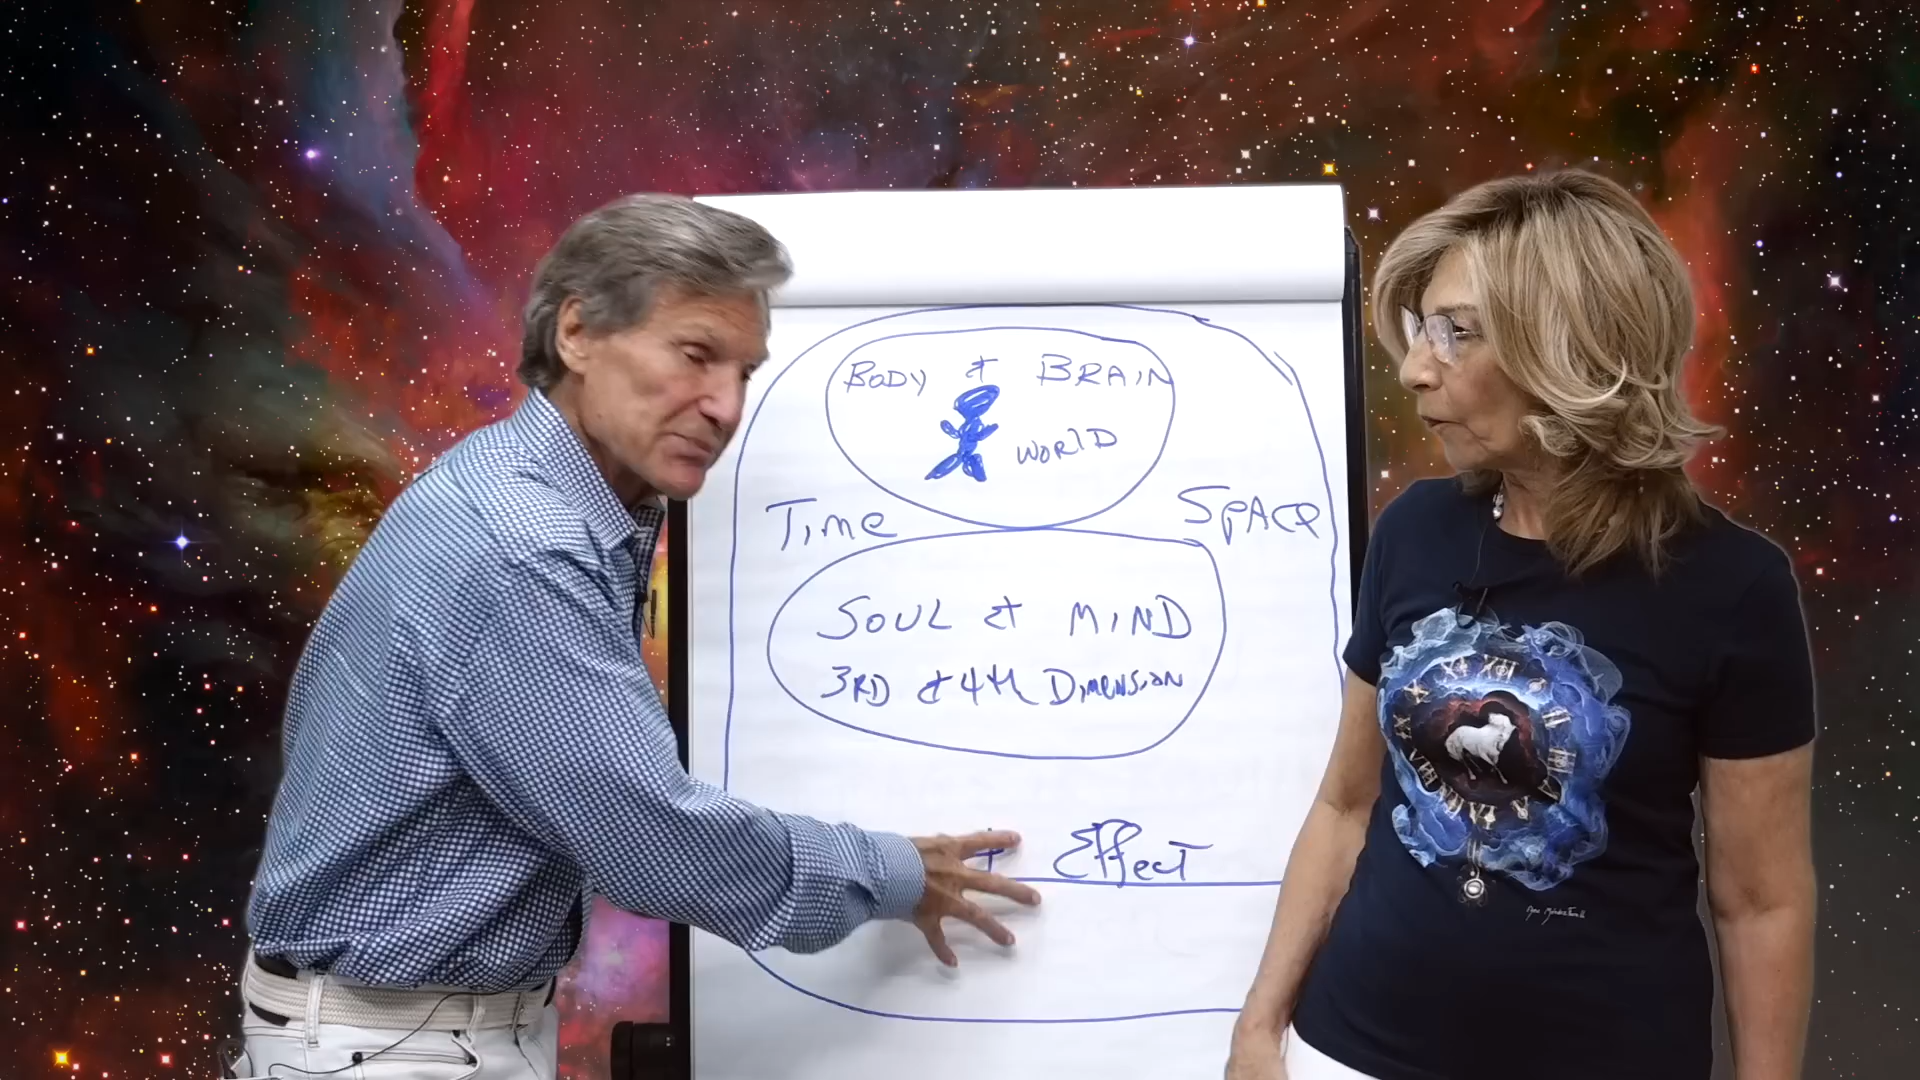 BODY & BRAIN
WORLD
TIme SpAce
SOUL & MIND
3RD & 4th DImensIon
Effect